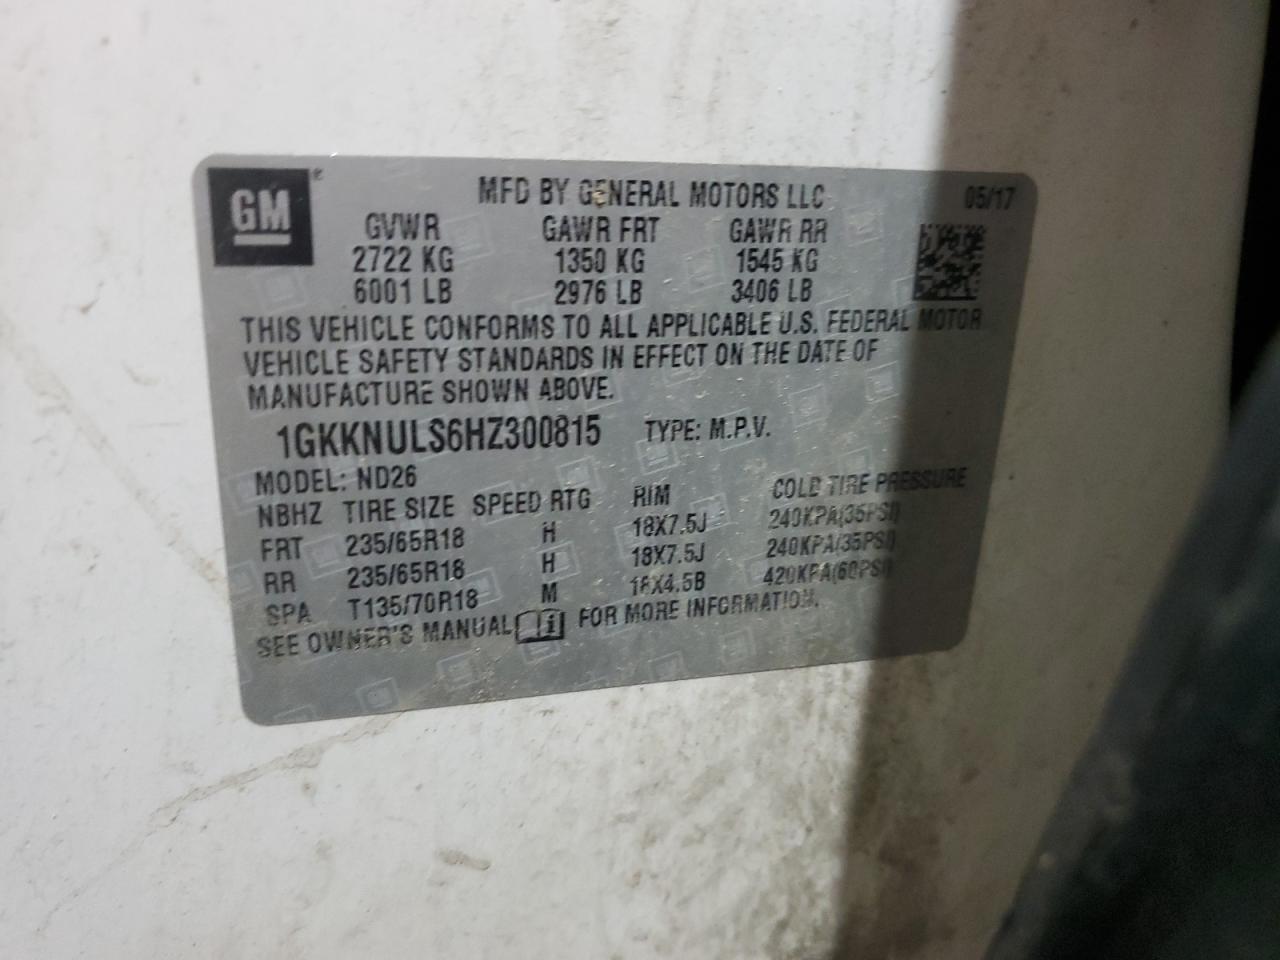 GM ®
MFD BY GENERAL MOTORS LLC 05/17
GVWR GAWR FRT GAWR RR
2722 KG 1350 KG 1545 KG
6001 LB 2976 LB 3406 LB
THIS VEHICLE CONFORMS TO ALL APPLICABLE U.S. FEDERAL MOTOR
VEHICLE SAFETY STANDARDS IN EFFECT ON THE DATE OF
MANUFACTURE SHOWN ABOVE.
1GKKNULS6HZ300815 TYPE: M.P.V.
MODEL: ND26
NBHZ TIRE SIZE SPEED RTG RIM COLD TIRE PRESSURE
FRT 235/65R18 H 18X7.5J 240KPA(35PSI)
RR 235/65R18 H 18X7.5J 240KPA(35PSI)
SPA T135/70R18 M 18X4.5B 420KPA(60PSI)
SEE OWNER'S MANUAL FOR MORE INFORMATION.